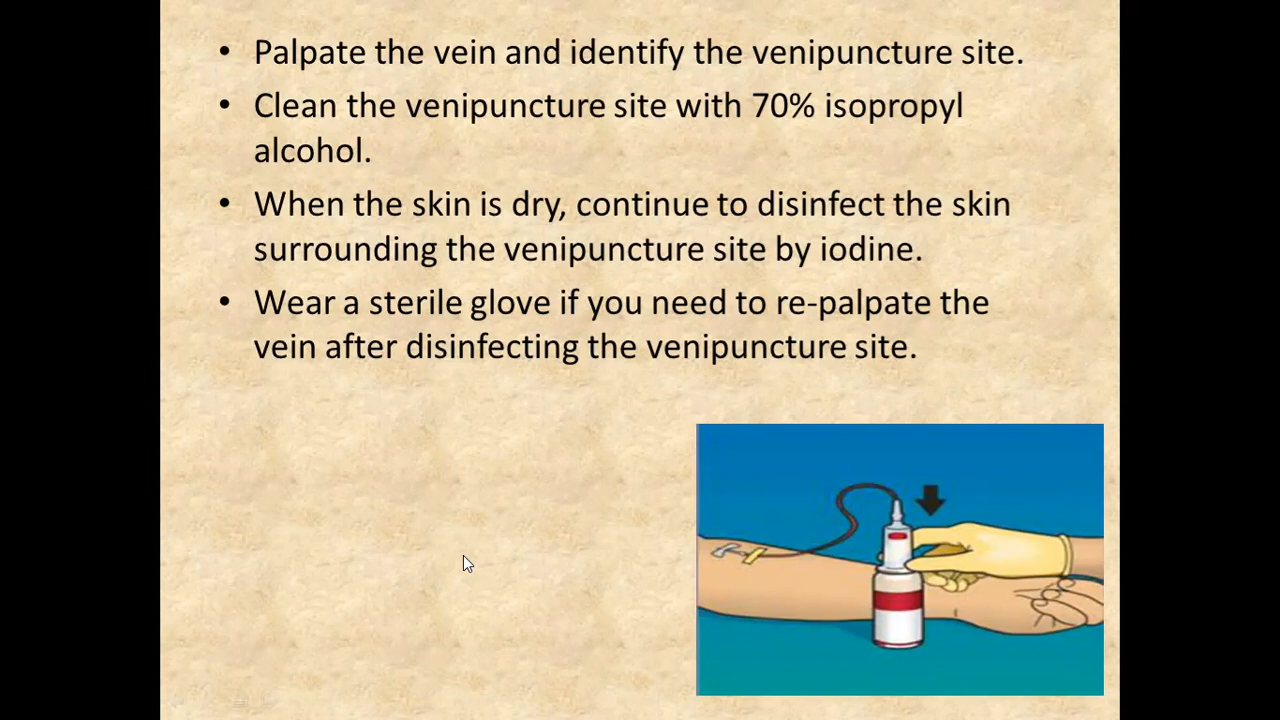 • Palpate the vein and identify the venipuncture site.
• Clean the venipuncture site with 70% isopropyl
alcohol.
• When the skin is dry, continue to disinfect the skin
surrounding the venipuncture site by iodine.
• Wear a sterile glove if you need to re-palpate the
vein after disinfecting the venipuncture site.